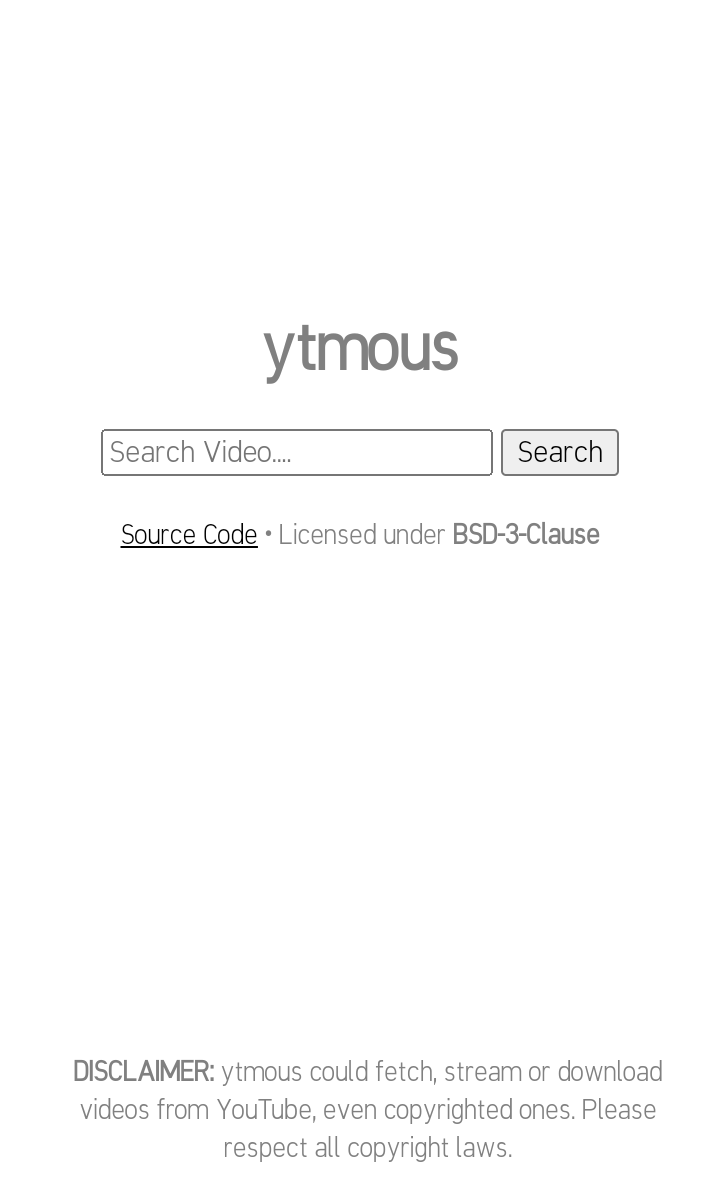 ytmous
Search Video....
Search
Source Code • Licensed under BSD-3-Clause
DISCLAIMER: ytmous could fetch, stream or download
videos from YouTube, even copyrighted ones. Please
respect all copyright laws.